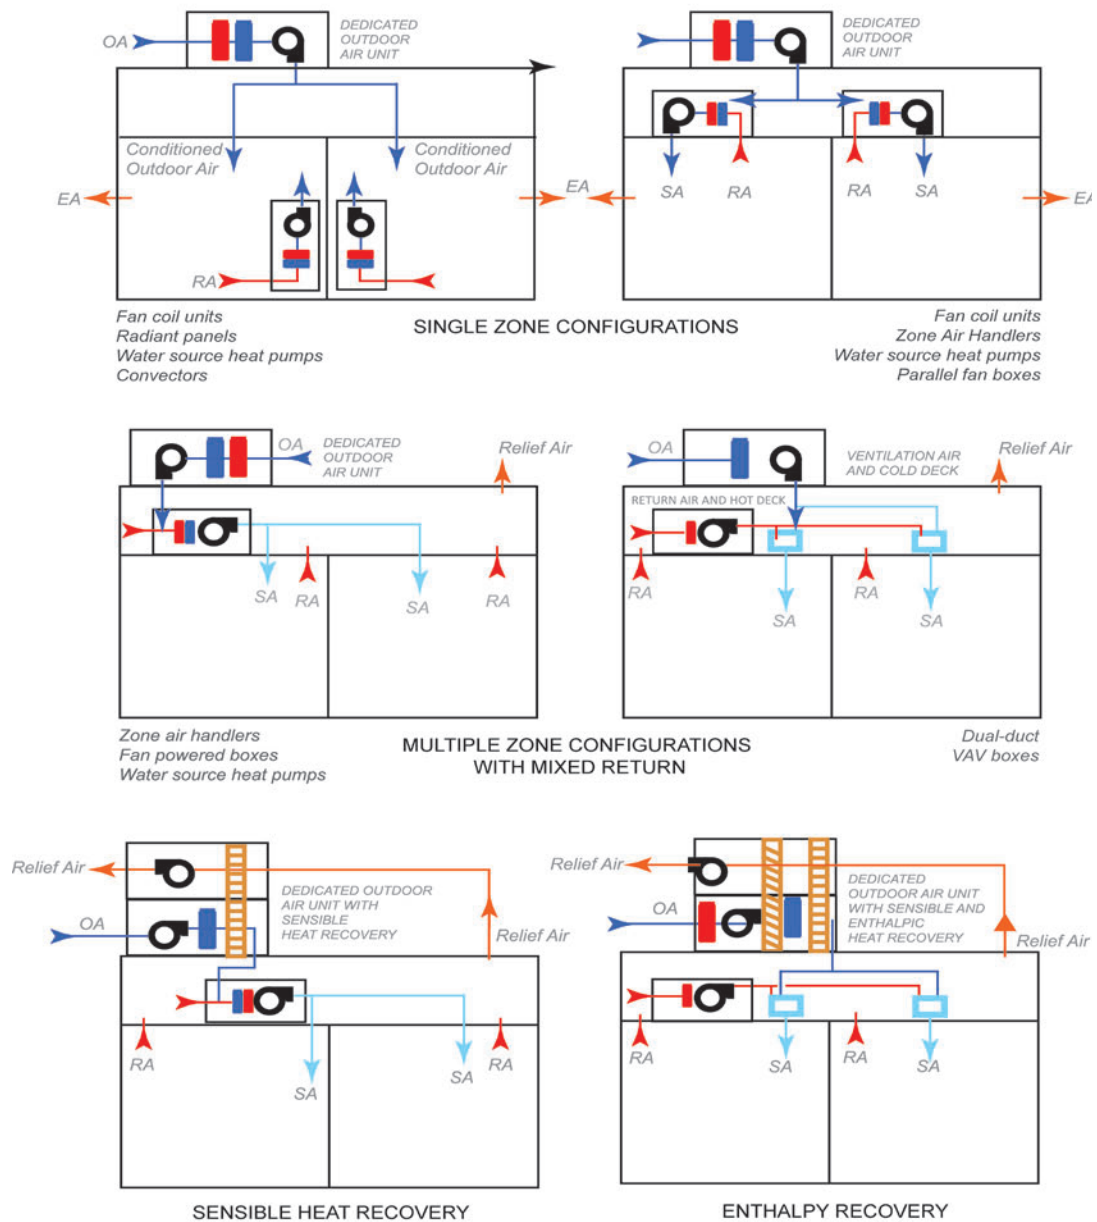 OA
DEDICATED
OUTDOOR
AIR UNIT
Conditioned
Outdoor Air
Conditioned
Outdoor Air
EA
RA
Fan coil units
Radiant panels
Water source heat pumps
Convectors
DEDICATED
OUTDOOR
AIR UNIT
EA
SA
RA
RA
SA
EA
Fan coil units
Zone Air Handlers
Water source heat pumps
Parallel fan boxes
SINGLE ZONE CONFIGURATIONS
OA
DEDICATED
OUTDOOR
AIR UNIT
Relief Air
SA
RA
SA
RA
Zone air handlers
Fan powered boxes
Water source heat pumps
OA
VENTILATION AIR
AND COLD DECK
Relief Air
RETURN AIR AND HOT DECK
RA
SA
RA
SA
Dual-duct
VAV boxes
MULTIPLE ZONE CONFIGURATIONS
WITH MIXED RETURN
Relief Air
OA
DEDICATED OUTDOOR
AIR UNIT WITH
SENSIBLE
HEAT RECOVERY
Relief Air
RA
SA
SA
RA
SENSIBLE HEAT RECOVERY
Relief Air
OA
DEDICATED
OUTDOOR AIR UNIT
WITH SENSIBLE AND
ENTHALPIC
HEAT RECOVERY
Relief Air
RA
SA
RA
SA
ENTHALPY RECOVERY